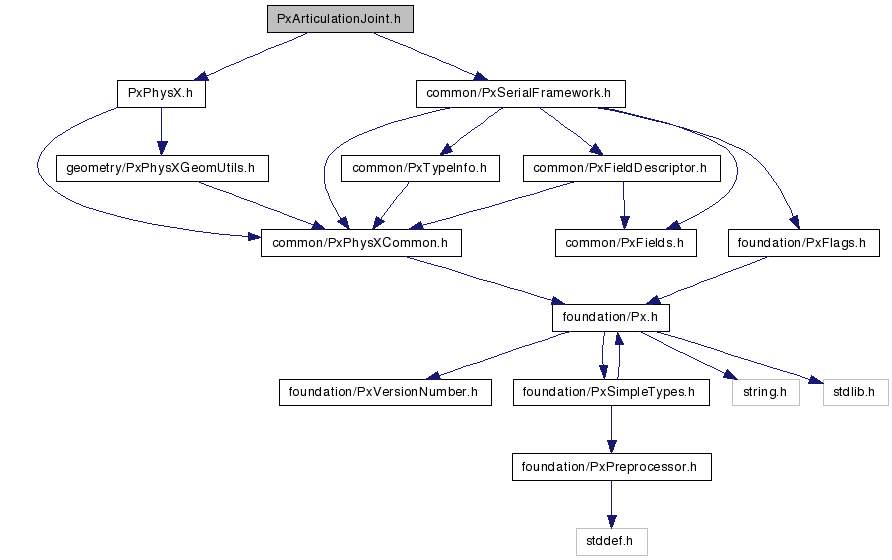 PxArticulationJoint.h
PxPhysX.h
common/PxSerialFramework.h
geometry/PxPhysXGeomUtils.h
common/PxTypeInfo.h
common/PxFieldDescriptor.h
common/PxPhysXCommon.h
common/PxFields.h
foundation/PxFlags.h
foundation/Px.h
foundation/PxVersionNumber.h
foundation/PxSimpleTypes.h
string.h
stdlib.h
foundation/PxPreprocessor.h
stddef.h